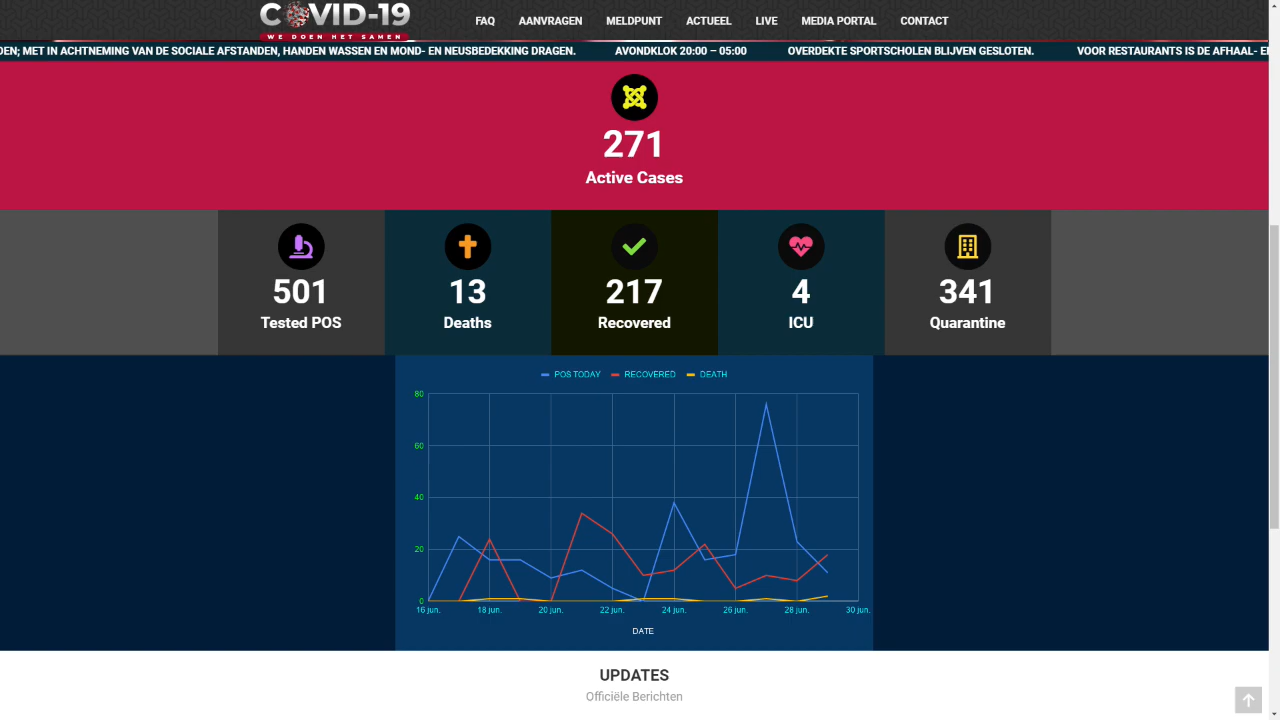 COVID-19
WE DOEN HET SAMEN
FAQ AANVRAGEN MELDPUNT ACTUEEL LIVE MEDIA PORTAL CONTACT
MET IN ACHTNEMING VAN DE SOCIALE AFSTANDEN, HANDEN WASSEN EN MOND- EN NEUSBEDEKKING DRAGEN. AVONDKLOK 20:00 – 05:00 OVERDEKTE SPORTSCHOLEN BLIJVEN GESLOTEN. VOOR RESTAURANTS IS DE AFHAAL-
271
Active Cases
501 13 217 4 341
Tested POS Deaths Recovered ICU Quarantine
POS TODAY RECOVERED DEATH
80
60
40
20
0
16 jun. 18 jun. 20 jun. 22 jun. 24 jun. 26 jun. 28 jun. 30 jun.
DATE
UPDATES
Officiële Berichten